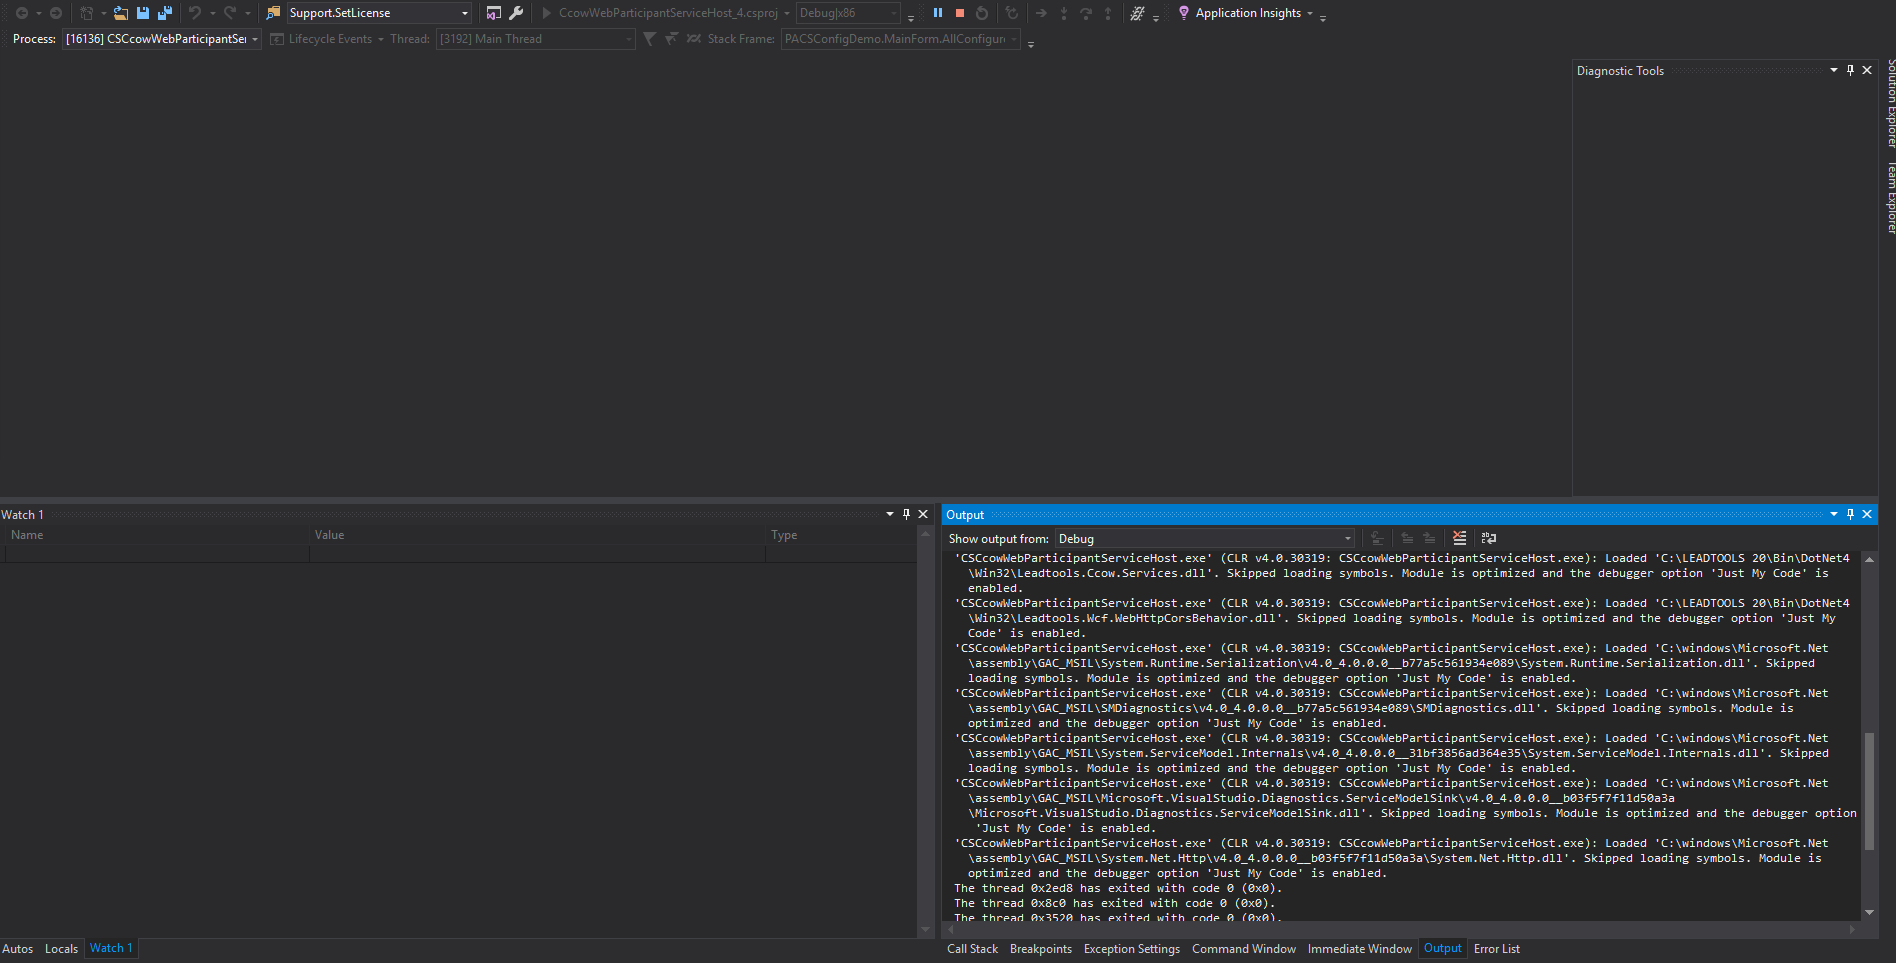 Support.SetLicense
CcowWebParticipantServiceHost_4.csproj
Debug|x86
Application Insights
Process:
[16136] CSCcowWebParticipantSer
Lifecycle Events
Thread:
[3192] Main Thread
Stack Frame:
PACSConfigDemo.MainForm.AllConfigur
Diagnostic Tools
Solution Explorer
Team Explorer
Watch 1
Name
Value
Type
Autos
Locals
Watch 1
Output
Show output from:
Debug
'CSCcowWebParticipantServiceHost.exe' (CLR v4.0.30319: CSCcowWebParticipantServiceHost.exe): Loaded 'C:\LEADTOOLS 20\Bin\DotNet4
\Win32\Leadtools.Ccow.Services.dll'. Skipped loading symbols. Module is optimized and the debugger option 'Just My Code' is
enabled.
'CSCcowWebParticipantServiceHost.exe' (CLR v4.0.30319: CSCcowWebParticipantServiceHost.exe): Loaded 'C:\LEADTOOLS 20\Bin\DotNet4
\Win32\Leadtools.Wcf.WebHttpCorsBehavior.dll'. Skipped loading symbols. Module is optimized and the debugger option 'Just My
Code' is enabled.
'CSCcowWebParticipantServiceHost.exe' (CLR v4.0.30319: CSCcowWebParticipantServiceHost.exe): Loaded 'C:\windows\Microsoft.Net
\assembly\GAC_MSIL\System.Runtime.Serialization\v4.0_4.0.0.0__b77a5c561934e089\System.Runtime.Serialization.dll'. Skipped
loading symbols. Module is optimized and the debugger option 'Just My Code' is enabled.
'CSCcowWebParticipantServiceHost.exe' (CLR v4.0.30319: CSCcowWebParticipantServiceHost.exe): Loaded 'C:\windows\Microsoft.Net
\assembly\GAC_MSIL\SMDiagnostics\v4.0_4.0.0.0__b77a5c561934e089\SMDiagnostics.dll'. Skipped loading symbols. Module is
optimized and the debugger option 'Just My Code' is enabled.
'CSCcowWebParticipantServiceHost.exe' (CLR v4.0.30319: CSCcowWebParticipantServiceHost.exe): Loaded 'C:\windows\Microsoft.Net
\assembly\GAC_MSIL\System.ServiceModel.Internals\v4.0_4.0.0.0__31bf3856ad364e35\System.ServiceModel.Internals.dll'. Skipped
loading symbols. Module is optimized and the debugger option 'Just My Code' is enabled.
'CSCcowWebParticipantServiceHost.exe' (CLR v4.0.30319: CSCcowWebParticipantServiceHost.exe): Loaded 'C:\windows\Microsoft.Net
\assembly\GAC_MSIL\Microsoft.VisualStudio.Diagnostics.ServiceModelSink\v4.0_4.0.0.0__b03f5f7f11d50a3a
\Microsoft.VisualStudio.Diagnostics.ServiceModelSink.dll'. Skipped loading symbols. Module is optimized and the debugger option
'Just My Code' is enabled.
'CSCcowWebParticipantServiceHost.exe' (CLR v4.0.30319: CSCcowWebParticipantServiceHost.exe): Loaded 'C:\windows\Microsoft.Net
\assembly\GAC_MSIL\System.Net.Http\v4.0_4.0.0.0__b03f5f7f11d50a3a\System.Net.Http.dll'. Skipped loading symbols. Module is
optimized and the debugger option 'Just My Code' is enabled.
The thread 0x2ed8 has exited with code 0 (0x0).
The thread 0x8c0 has exited with code 0 (0x0).
The thread 0x3520 has exited with code 0 (0x0).
Call Stack
Breakpoints
Exception Settings
Command Window
Immediate Window
Output
Error List